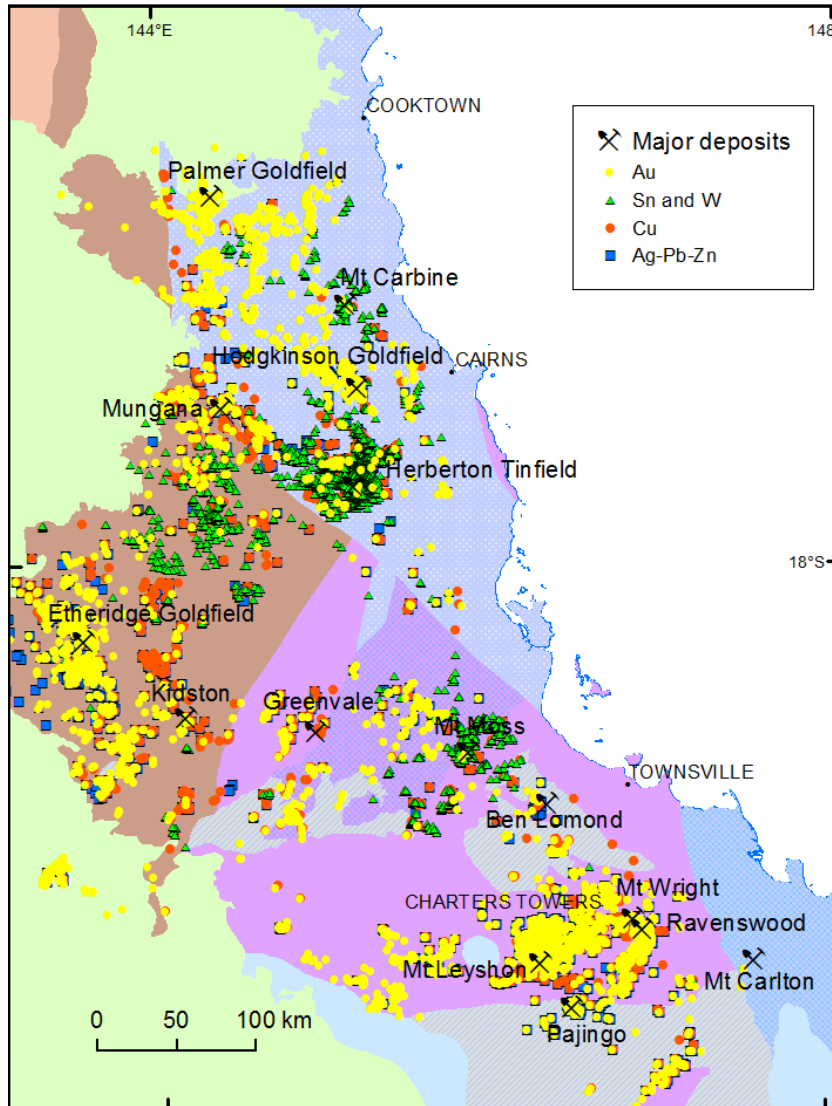 144°E
148
COOKTOWN
Major deposits
Au
Sn and W
Cu
Ag-Pb-Zn
Palmer Goldfield
Mt Carbine
Hodgkinson Goldfield
CAIRNS
Mungana
Herberton Tinfield
18°S
Etheridge Goldfield
Kidston
Greenvale
Mt Moss
TOWNSVILLE
Ben Lomond
Mt Wright
CHARTERS TOWERS
Ravenswood
Mt Leyshon
Mt Carlton
0 50 100 km
Pajingo